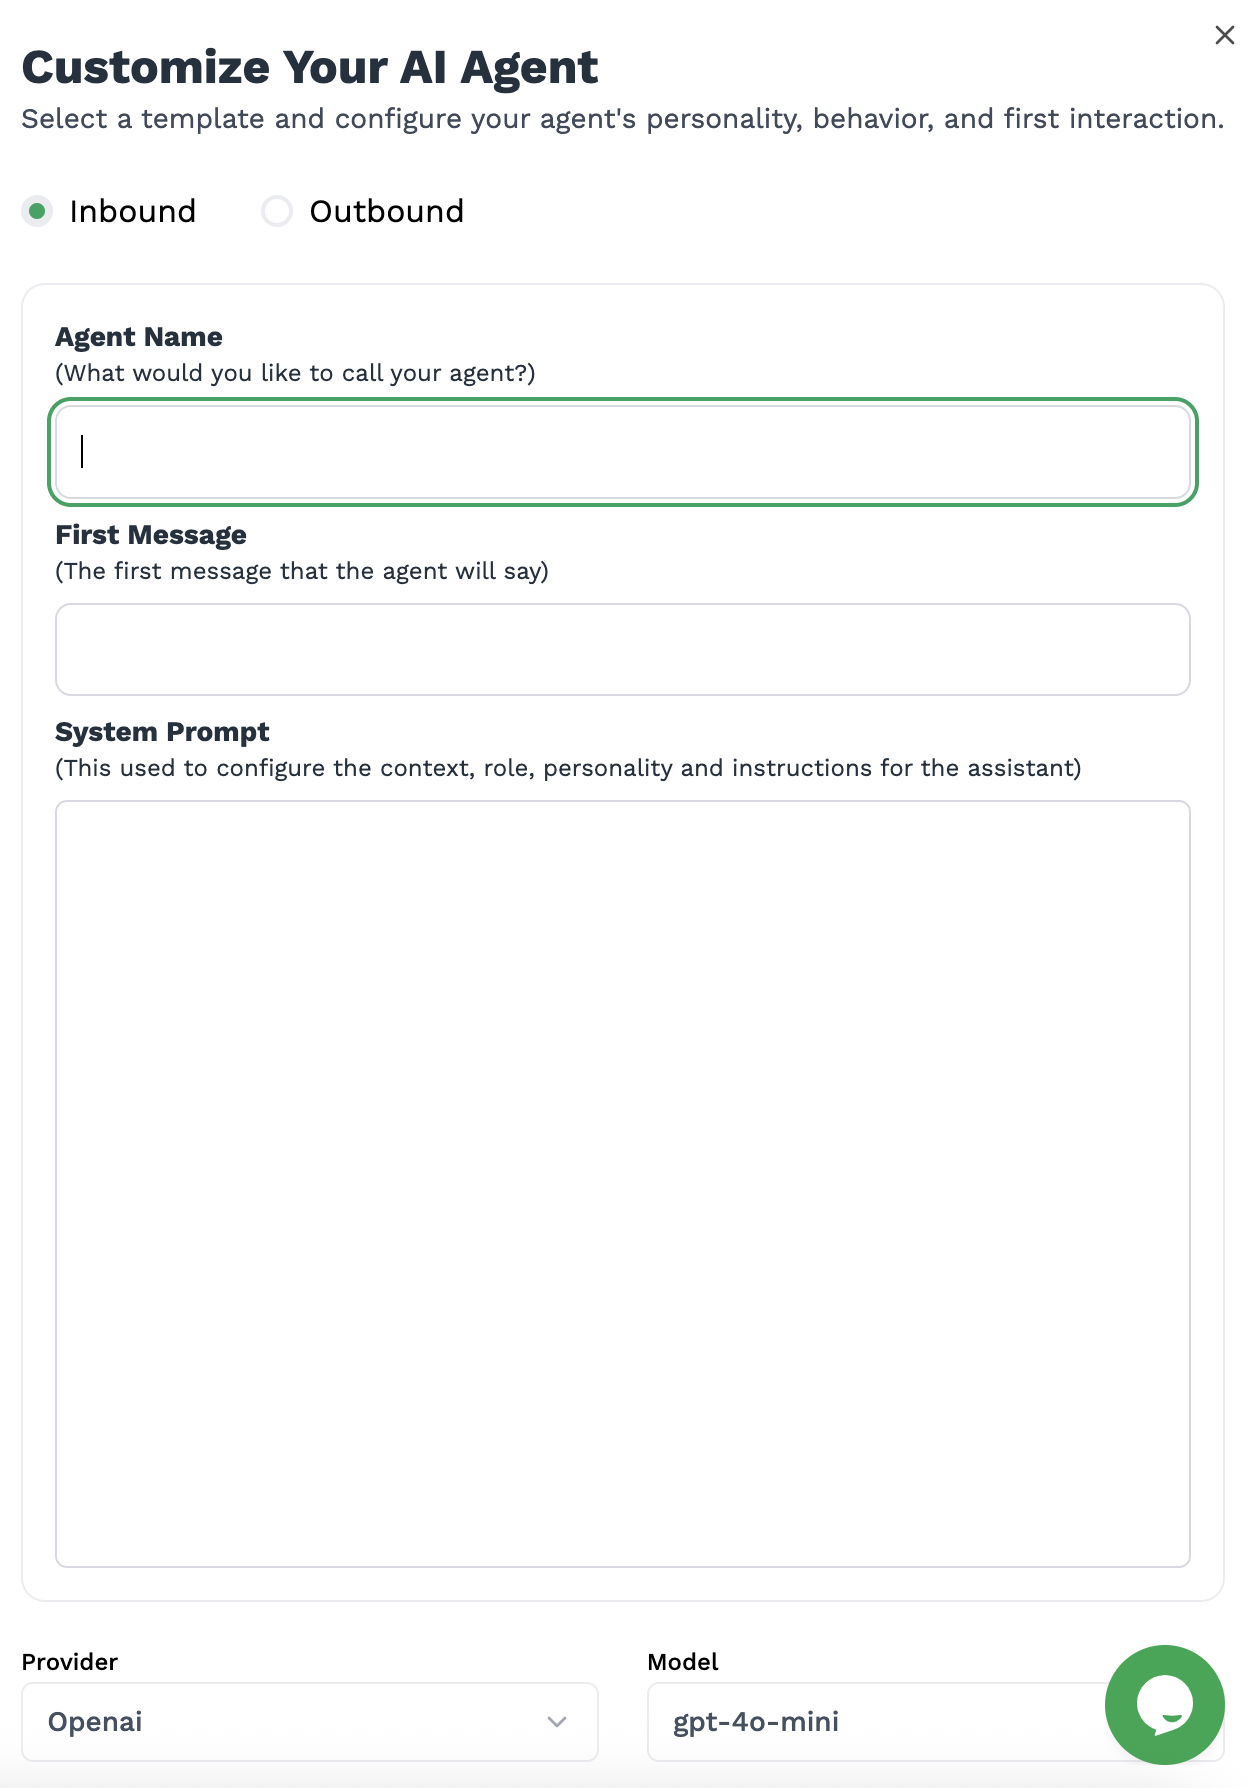 Customize Your AI Agent
Select a template and configure your agent's personality, behavior, and first interaction.
Inbound
Outbound
Agent Name
(What would you like to call your agent?)
First Message
(The first message that the agent will say)
System Prompt
(This used to configure the context, role, personality and instructions for the assistant)
Provider
Openai
Model
gpt-4o-mini